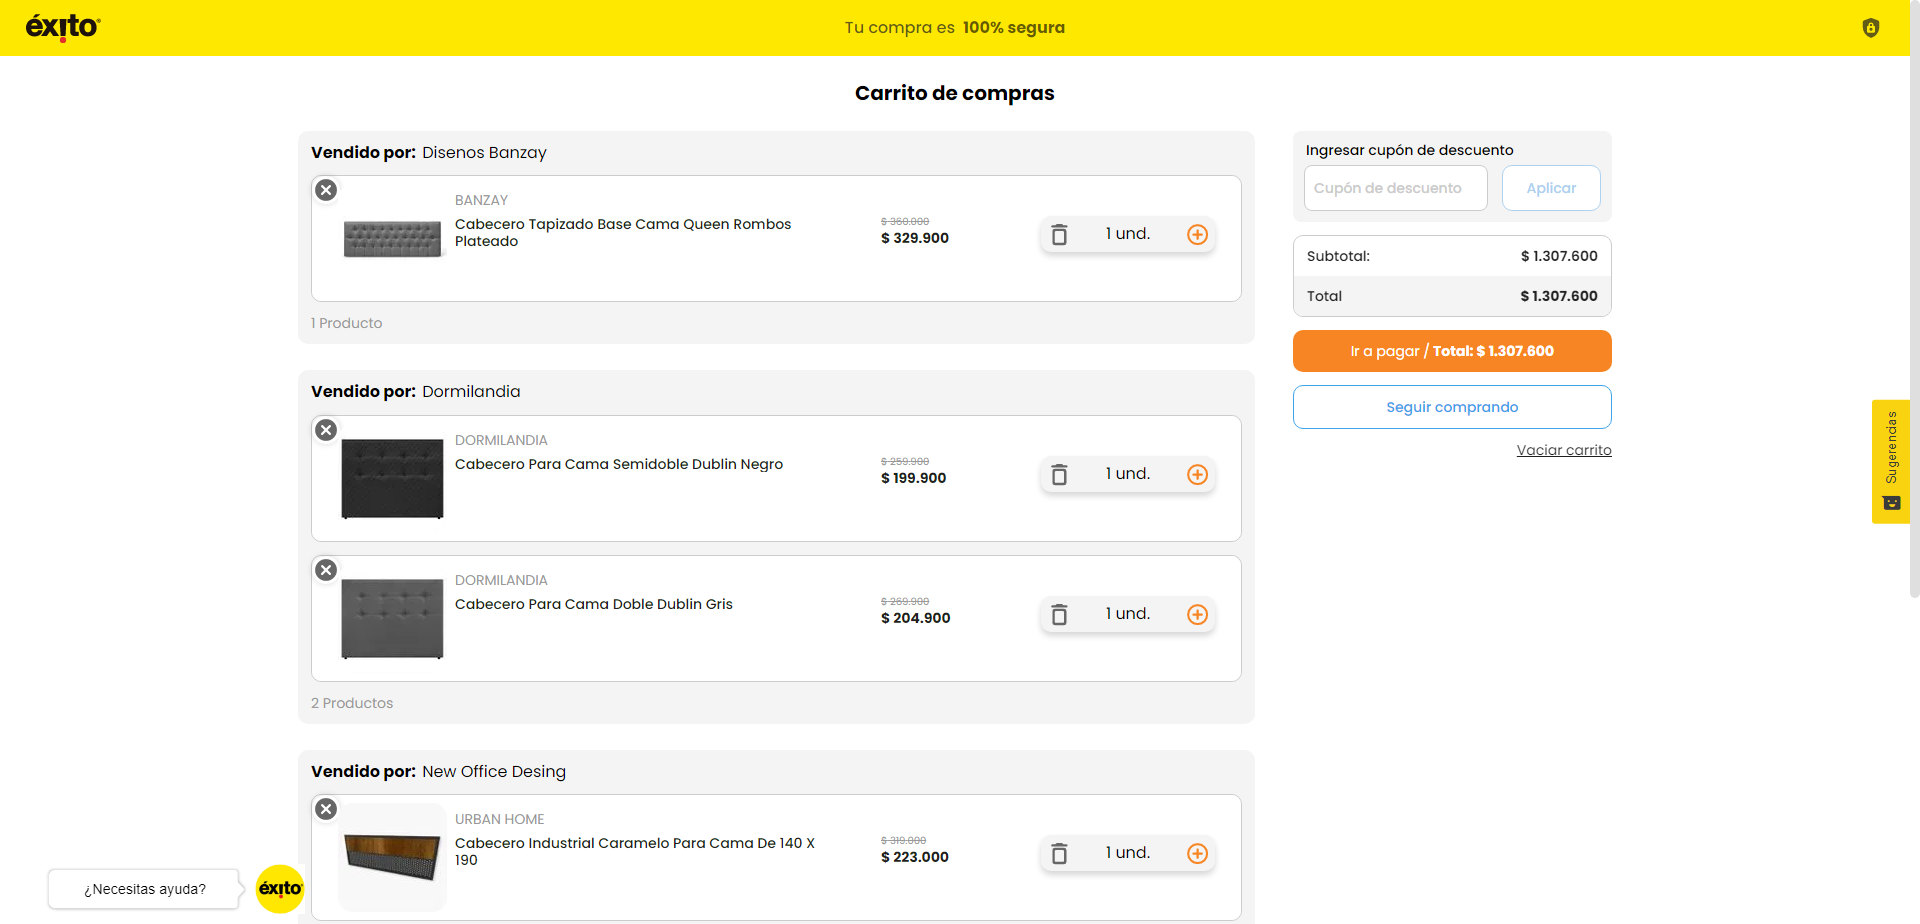 éxito
Tu compra es 100% segura
Carrito de compras
Vendido por: Disenos Banzay
BANZAY
Cabecero Tapizado Base Cama Queen Rombos
Plateado
$ 360.000
$ 329.900
1 und.
1 Producto
Vendido por: Dormilandia
DORMILANDIA
Cabecero Para Cama Semidoble Dublin Negro
$ 259.900
$ 199.900
1 und.
DORMILANDIA
Cabecero Para Cama Doble Dublin Gris
$ 269.900
$ 204.900
1 und.
2 Productos
Vendido por: New Office Desing
URBAN HOME
Cabecero Industrial Caramelo Para Cama De 140 X
190
$ 319.000
$ 223.000
1 und.
Ingresar cupón de descuento
Cupón de descuento
Aplicar
Subtotal: $ 1.307.600
Total $ 1.307.600
Ir a pagar / Total: $ 1.307.600
Seguir comprando
Vaciar carrito
Sugerencias
¿Necesitas ayuda?
éxito